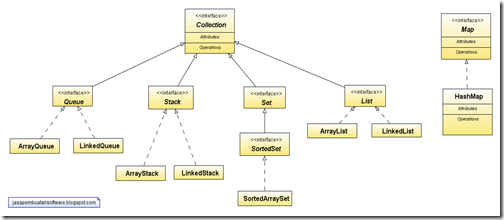 <<interface>>
Collection
Attributes
Operations
<<interface>>
Map
Attributes
Operations
<<interface>>
Queue
<<interface>>
Stack
<<interface>>
Set
<<interface>>
List
HashMap
Attributes
Operations
ArrayQueue
LinkedQueue
ArrayList
LinkedList
<<interface>>
SortedSet
ArrayStack
LinkedStack
SortedArraySet
jasapembuatansoftware.blogspot.com